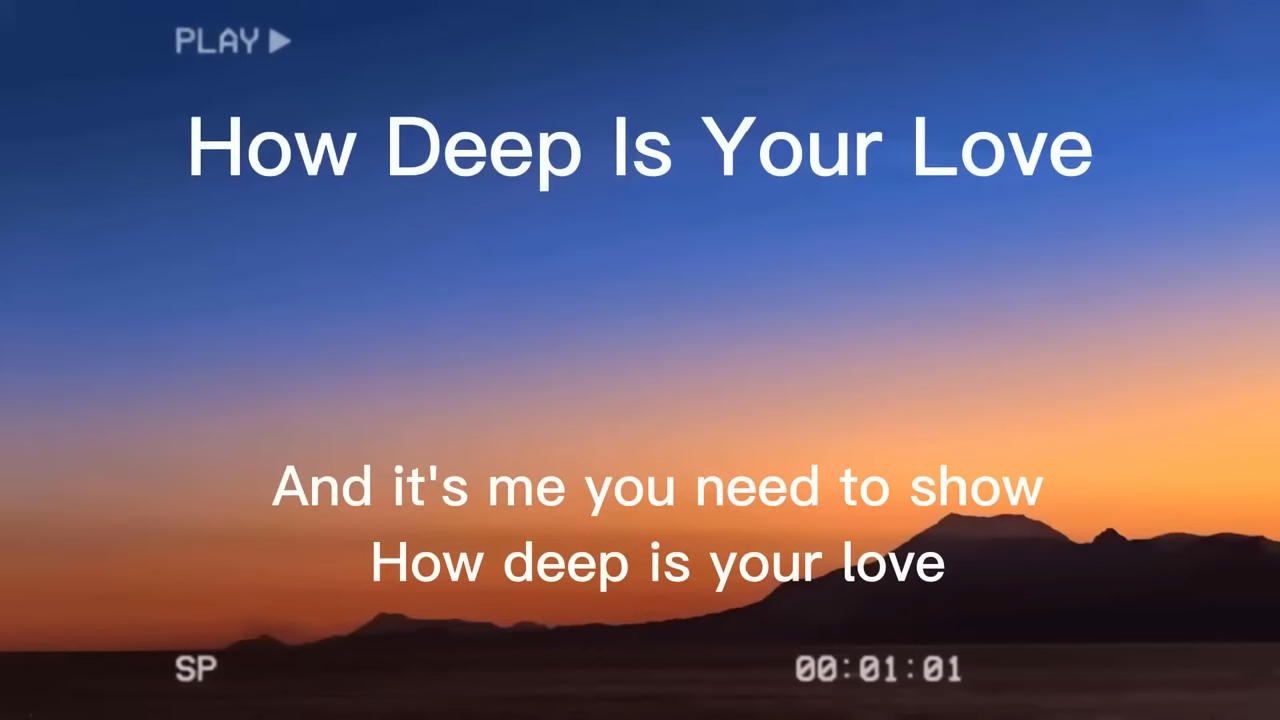 PLAY ▶
How Deep Is Your Love
And it's me you need to show
How deep is your love
SP
00:01:01